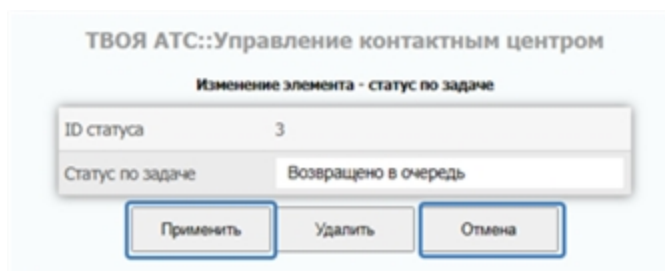 ТВОЯ АТС::Управление контактным центром
Изменение элемента - статус по задаче
ID статуса 3
Статус по задаче Возвращено в очередь
Применить Удалить Отмена